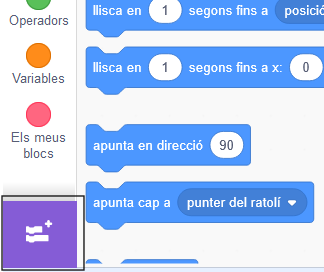 Operadors
Variables
Els meus
blocs
llisca en 1 segons fins a posició
llisca en 1 segons fins a x: 0
apunta en direcció 90
apunta cap a punter del ratolí